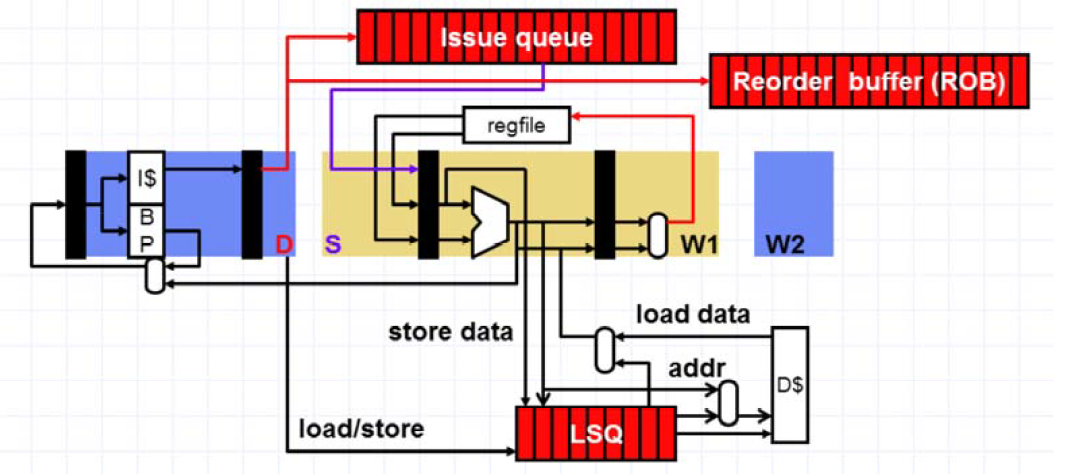 Issue queue
Reorder buffer (ROB)
regfile
I$
B
P
D
S
W1
W2
store data
load data
addr
D$
load/store
LSQ